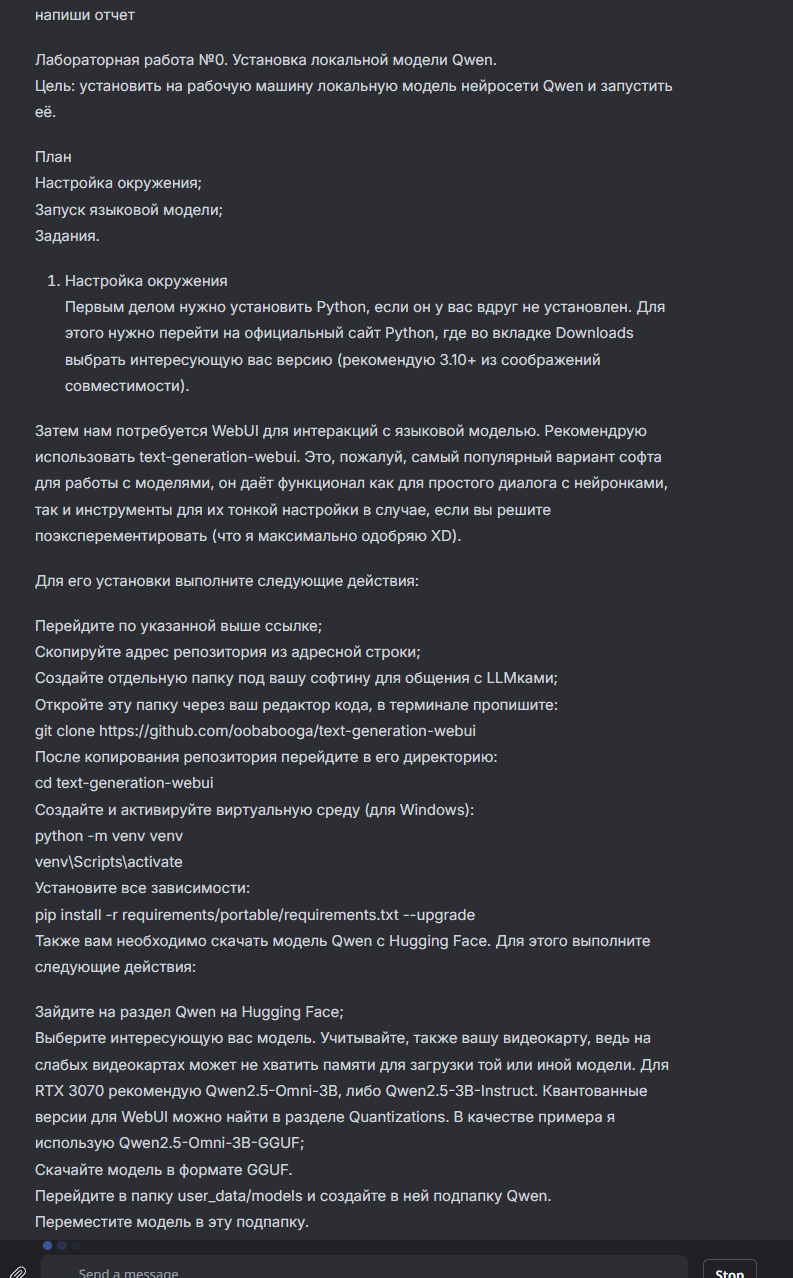 напиши отчет
Лабораторная работа №0. Установка локальной модели Qwen.
Цель: установить на рабочую машину локальную модель нейросети Qwen и запустить
её.
План
Настройка окружения;
Запуск языковой модели;
Задания.
1. Настройка окружения
Первым делом нужно установить Python, если он у вас вдруг не установлен. Для
этого нужно перейти на официальный сайт Python, где во вкладке Downloads
выбрать интересующую вас версию (рекомендую 3.10+ из соображений
совместимости).
Затем нам потребуется WebUI для интеракций с языковой моделью. Рекомендрую
использовать text-generation-webui. Это, пожалуй, самый популярный вариант софта
для работы с моделями, он даёт функционал как для простого диалога с нейронками,
так и инструменты для их тонкой настройки в случае, если вы решите
поэксперементировать (что я максимально одобряю XD).
Для его установки выполните следующие действия:
Перейдите по указанной выше ссылке;
Скопируйте адрес репозитория из адресной строки;
Создайте отдельную папку под вашу софтину для общения с LLMками;
Откройте эту папку через ваш редактор кода, в терминале пропишите:
git clone https://github.com/oobabooga/text-generation-webui
После копирования репозитория перейдите в его директорию:
cd text-generation-webui
Создайте и активируйте виртуальную среду (для Windows):
python -m venv venv
venv\Scripts\activate
Установите все зависимости:
pip install -r requirements/portable/requirements.txt --upgrade
Также вам необходимо скачать модель Qwen с Hugging Face. Для этого выполните
следующие действия:
Зайдите на раздел Qwen на Hugging Face;
Выберите интересующую вас модель. Учитывайте, также вашу видеокарту, ведь на
слабых видеокартах может не хватить памяти для загрузки той или иной модели. Для
RTX 3070 рекомендую Qwen2.5-Omni-3B, либо Qwen2.5-3B-Instruct. Квантованные
версии для WebUI можно найти в разделе Quantizations. В качестве примера я
использую Qwen2.5-Omni-3B-GGUF;
Скачайте модель в формате GGUF.
Перейдите в папку user_data/models и создайте в ней подпапку Qwen.
Переместите модель в эту подпапку.
Send a message
Stop